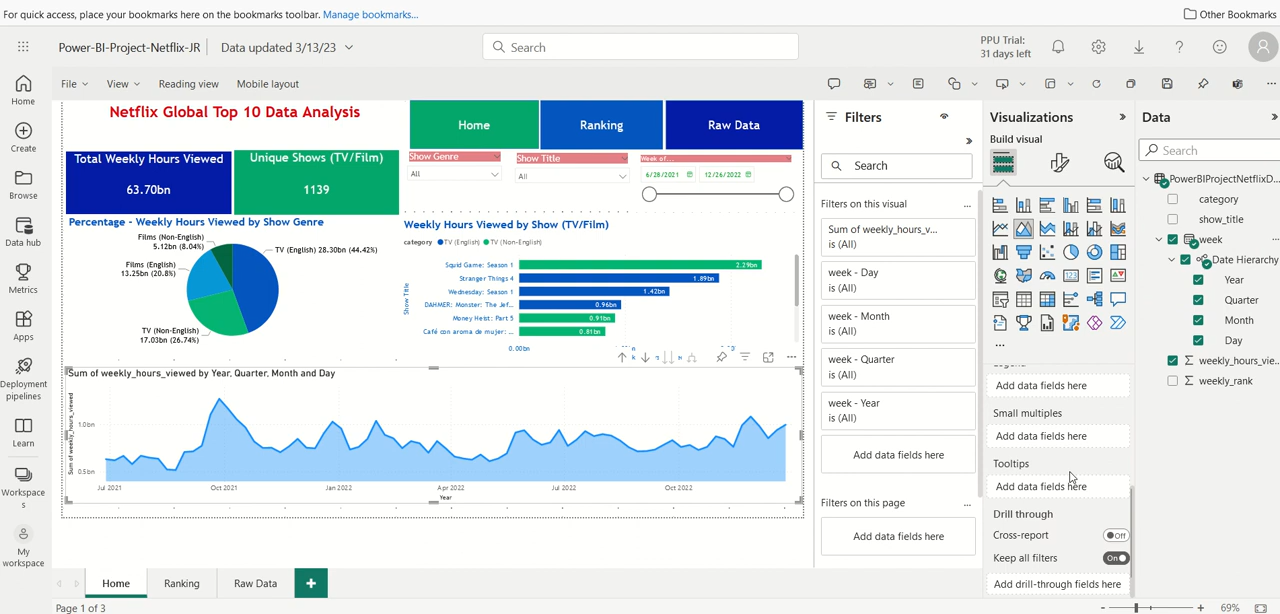 For quick access, place your bookmarks here on the bookmarks toolbar. Manage bookmarks...
Other Bookmarks
Power-BI-Project-Netflix-JR
Data updated 3/13/23
Search
PPU Trial:
31 days left
File
View
Reading view
Mobile layout
Home
Create
Browse
Data hub
Metrics
Apps
Deployment
pipelines
Learn
Workspace
s
My
workspace
Netflix Global Top 10 Data Analysis
Home
Ranking
Raw Data
Total Weekly Hours Viewed
63.70bn
Unique Shows (TV/Film)
1139
Show Genre
All
Show Title
All
Week of...
6/28/2021
12/26/2022
Percentage - Weekly Hours Viewed by Show Genre
Films (Non-English)
5.12bn (8.04%)
TV (English) 28.30bn (44.42%)
Films (English)
13.25bn (20.8%)
TV (Non-English)
17.03bn (26.74%)
Weekly Hours Viewed by Show (TV/Film)
category
TV (English)
TV (Non-English)
Show Title
Squid Game: Season 1
2.29bn
Stranger Things 4
1.89bn
Wednesday: Season 1
1.42bn
DAHMER: Monster: The Jef...
0.96bn
Money Heist: Part 5
0.91bn
Café con aroma de mujer: ...
0.81bn
0.00bn
Sum of weekly_hours_viewed by Year, Quarter, Month and Day
Sum of weekly_hours_viewed
1.0bn
0.5bn
Jul 2021
Oct 2021
Jan 2022
Apr 2022
Jul 2022
Oct 2022
Year
Filters
Search
Filters on this visual
...
Sum of weekly_hours_v...
is (All)
week - Day
is (All)
week - Month
is (All)
week - Quarter
is (All)
week - Year
is (All)
Add data fields here
Filters on this page
...
Add data fields here
Visualizations
Build visual
...
Legend
Add data fields here
Small multiples
Add data fields here
Tooltips
Add data fields here
Drill through
Cross-report
Off
Keep all filters
On
Add drill-through fields here
Data
Search
PowerBIProjectNetflixD...
category
show_title
week
Date Hierarchy
Year
Quarter
Month
Day
weekly_hours_vie...
weekly_rank
Home
Ranking
Raw Data
Page 1 of 3
69%